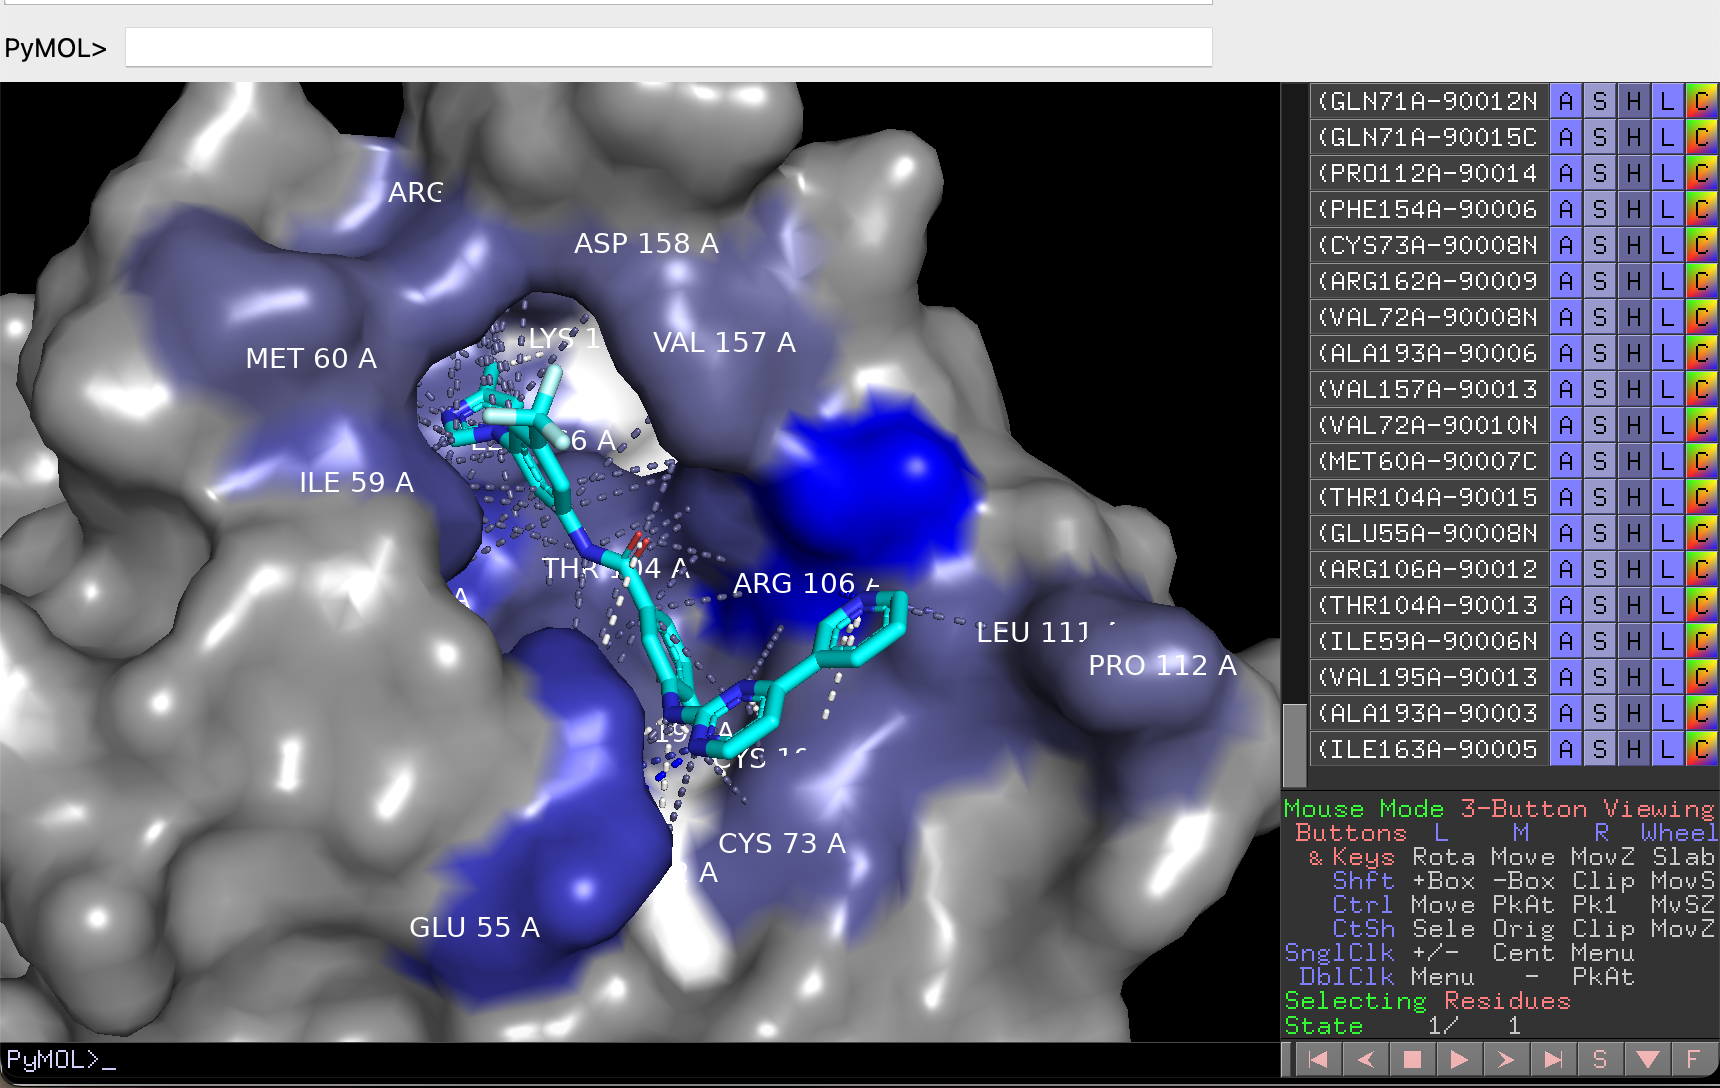 PyMOL>
(GLN71A-90012N A S H L C
(GLN71A-90015C A S H L C
(PRO112A-90014 A S H L C
(PHE154A-90006 A S H L C
(CYS73A-90008N A S H L C
(ARG162A-90009 A S H L C
(VAL72A-90008N A S H L C
(ALA193A-90006 A S H L C
(VAL157A-90013 A S H L C
(VAL72A-90010N A S H L C
(MET60A-90007C A S H L C
(THR104A-90015 A S H L C
(GLU55A-90008N A S H L C
(ARG106A-90012 A S H L C
(THR104A-90013 A S H L C
(ILE59A-90006N A S H L C
(VAL195A-90013 A S H L C
(ALA193A-90003 A S H L C
(ILE163A-90005 A S H L C
ASP 158 A
LYS 1
VAL 157 A
MET 60 A
6 A
ILE 59 A
THR 104 A
ARG 106 A
A
LEU 111
PRO 112 A
19 A
CYS 73 A
A
GLU 55 A
Mouse Mode 3-Button Viewing
Buttons L M R Wheel
& Keys Rota Move MovZ Slab
Shft +Box -Box Clip MovS
Ctrl Move PkAt Pk1 MvSZ
CtSh Sele Orig Clip MovZ
SnglClk +/- Cent Menu
DblClk Menu - PkAt
Selecting Residues
State 1/ 1
PyMOL>_
S F